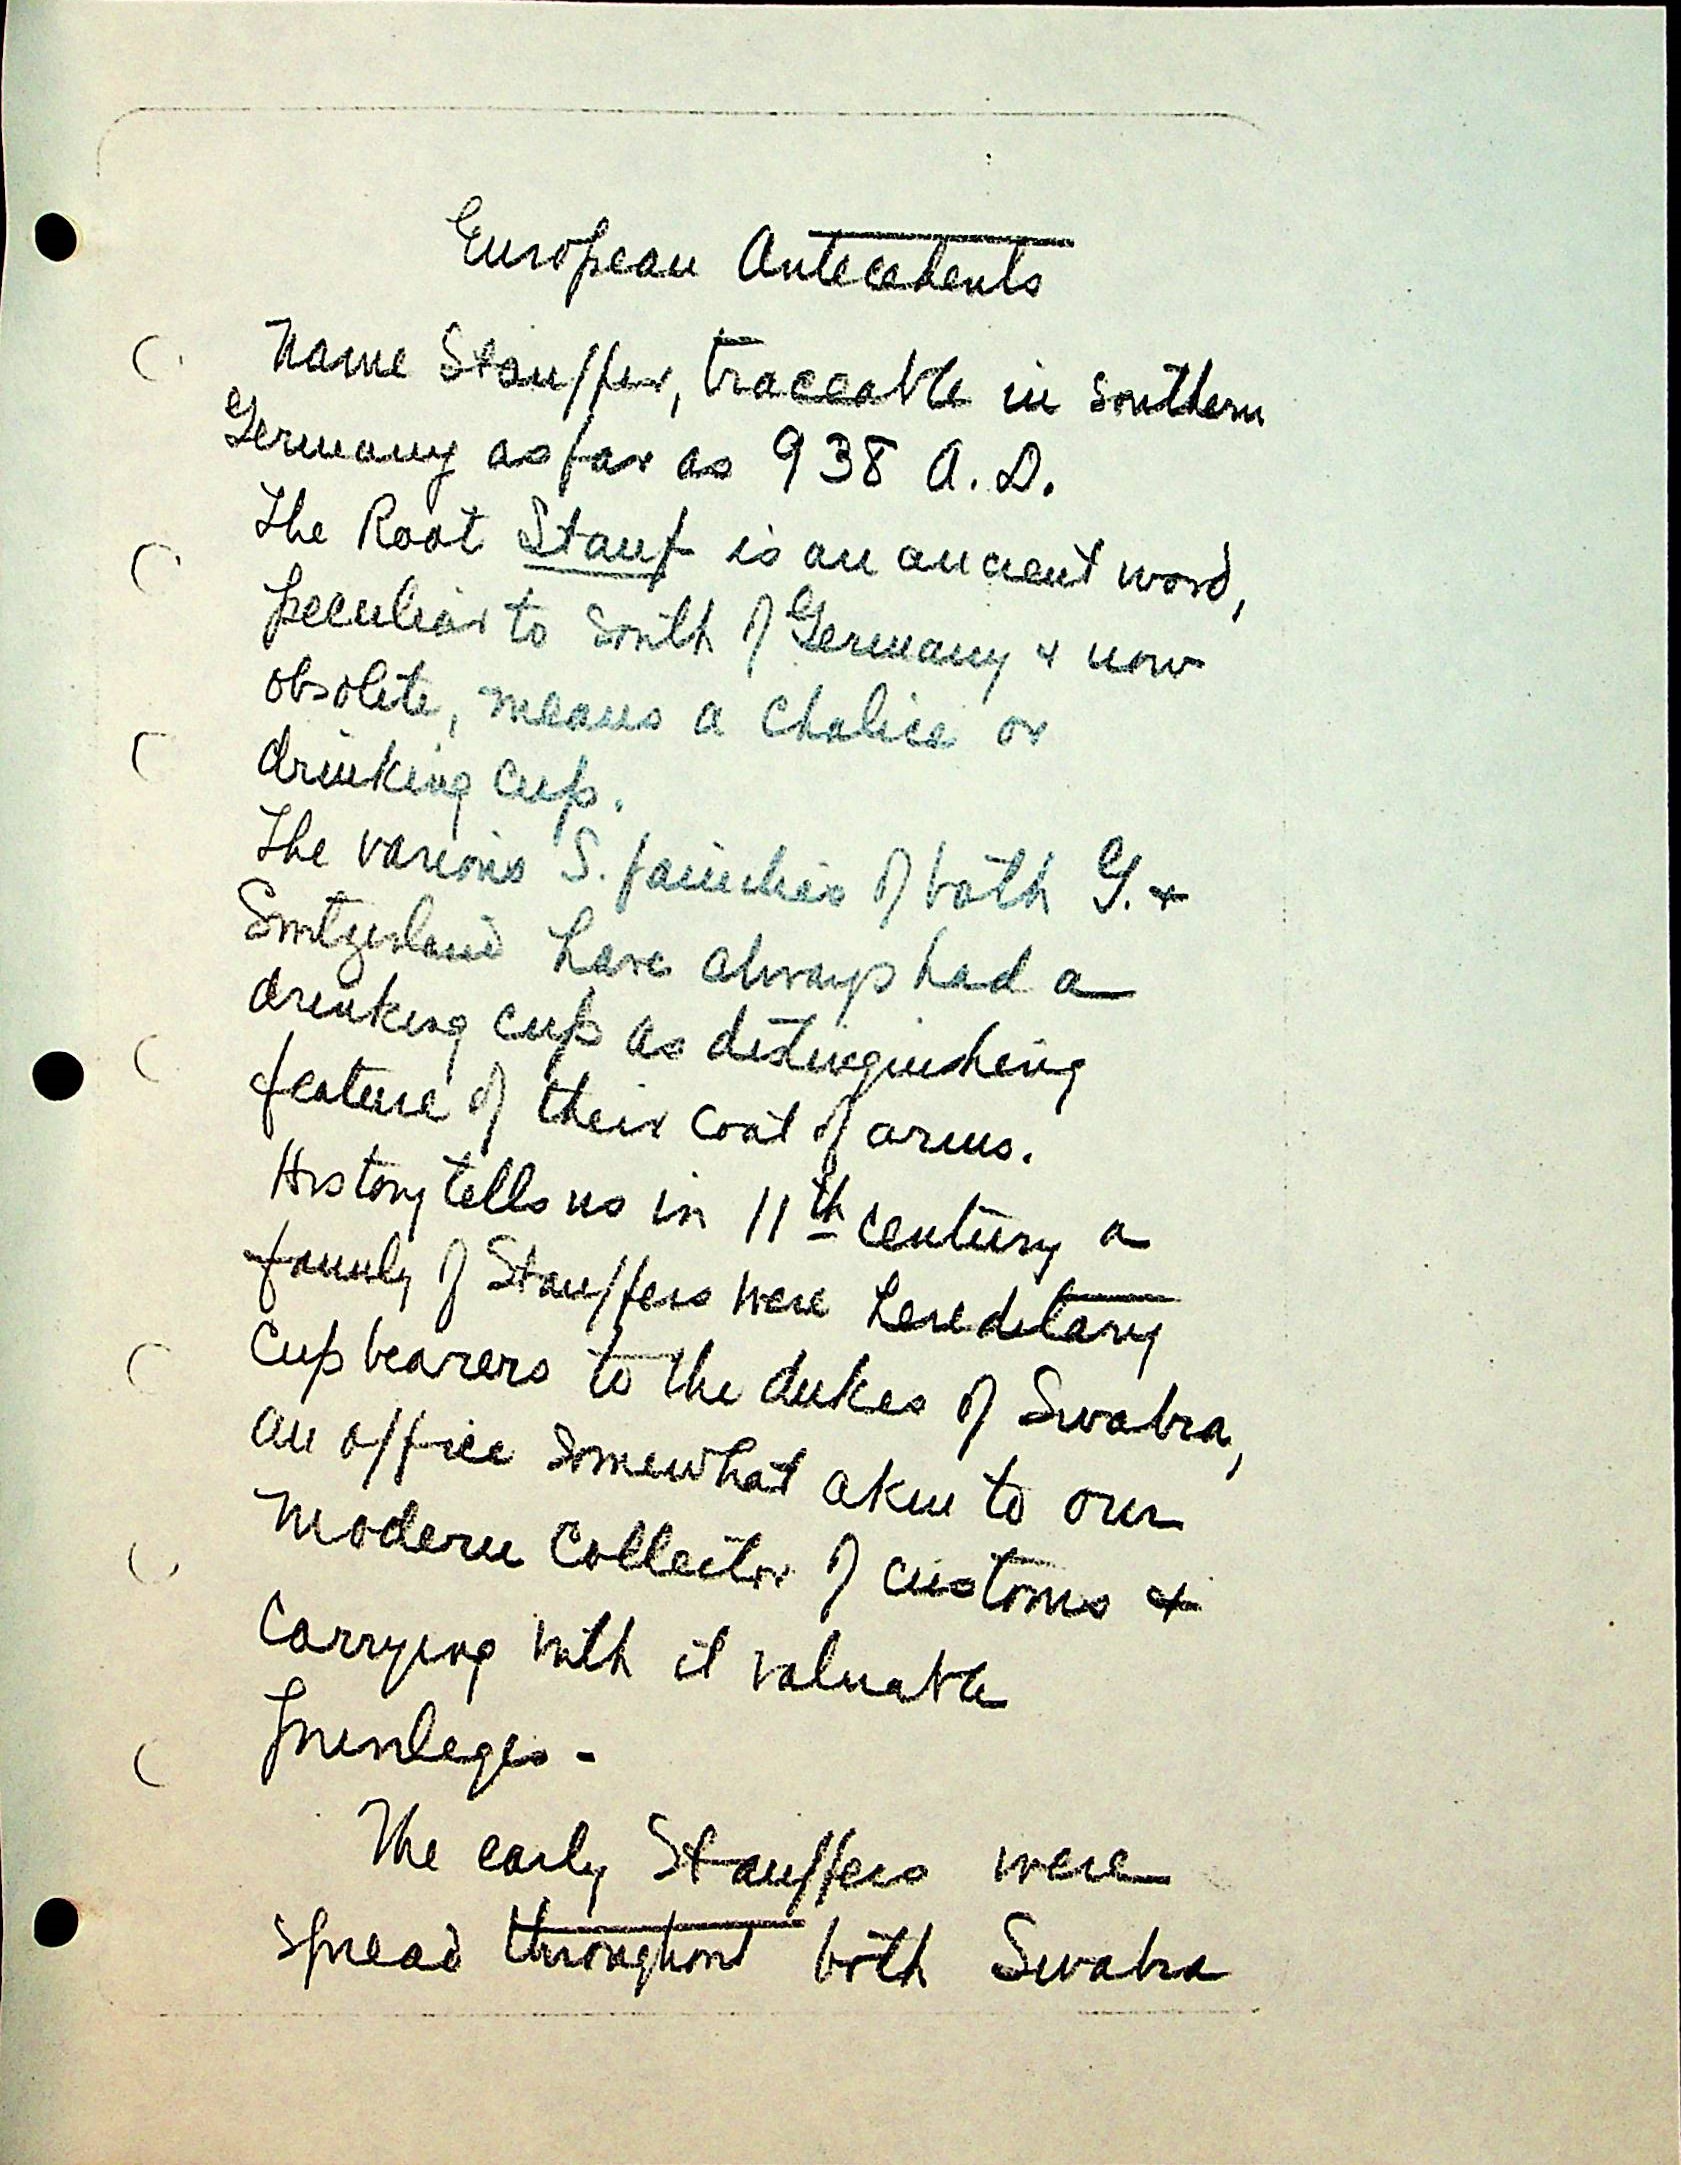 European Antecedents
Name Stauffer, traceable in southern
Germany as far as 938 A.D.
The Root Stauf is an ancient word,
peculiar to south of Germany & now
obsolete, means a chalice or
drinking cup.
The various S. families of both G. &
Switzerland have always had a
drinking cup as distinguishing
feature of their coat of arms.
History tells us in 11th century a
family of Stauffers were hereditary
Cup bearers to the dukes of Swabia,
an office somewhat akin to our
modern Collector of customs &
carrying with it valuable
privileges -
The early Stauffers were
spread throughout both Swabia